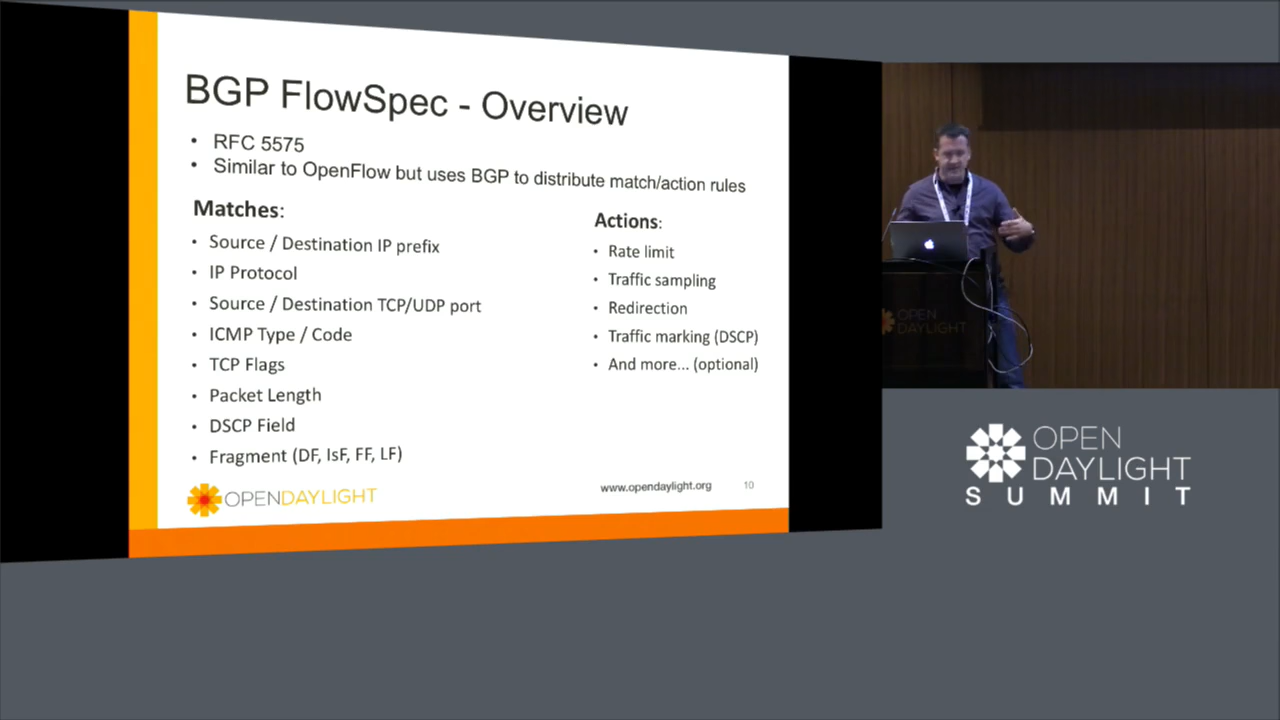 BGP FlowSpec - Overview
• RFC 5575
• Similar to OpenFlow but uses BGP to distribute match/action rules
Matches:
• Source / Destination IP prefix
• IP Protocol
• Source / Destination TCP/UDP port
• ICMP Type / Code
• TCP Flags
• Packet Length
• DSCP Field
• Fragment (DF, IsF, FF, LF)
Actions:
• Rate limit
• Traffic sampling
• Redirection
• Traffic marking (DSCP)
• And more... (optional)
OPENDAYLIGHT
www.opendaylight.org
10
OPEN
DAYLIGHT
OPEN
DAYLIGHT
SUMMIT